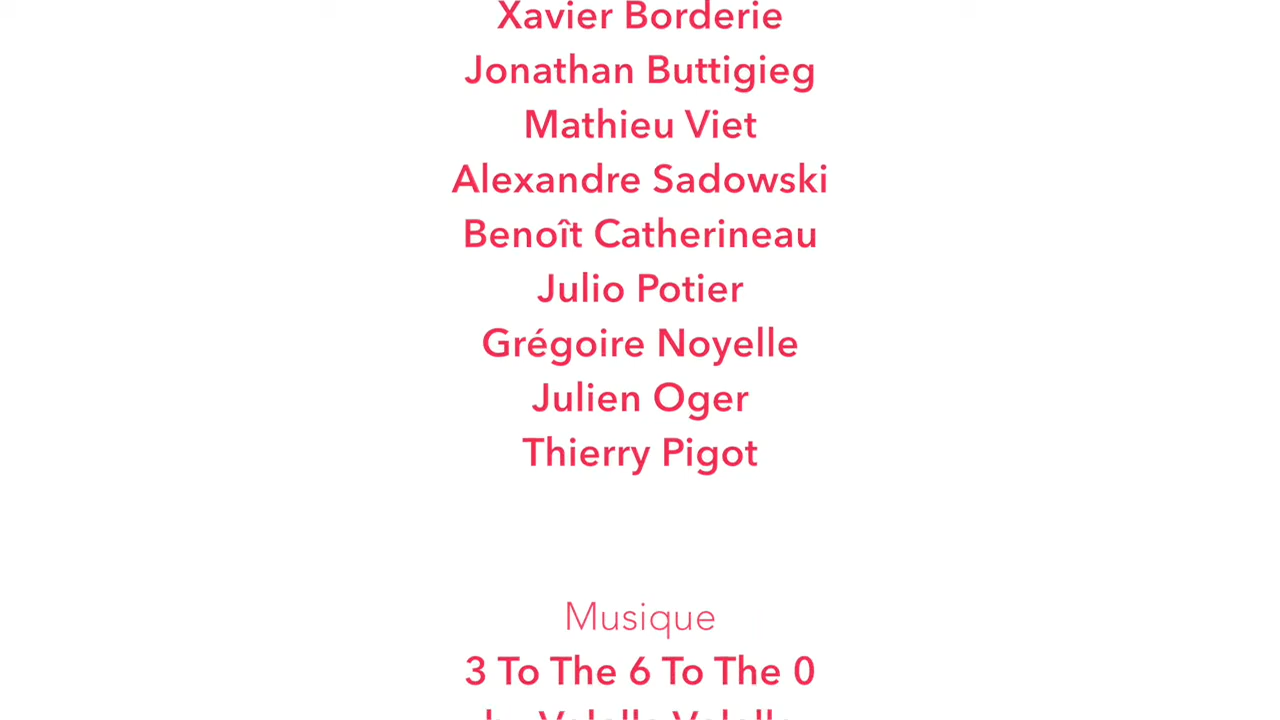 Xavier Borderie
Jonathan Buttigieg
Mathieu Viet
Alexandre Sadowski
Benoît Catherineau
Julio Potier
Grégoire Noyelle
Julien Oger
Thierry Pigot
Musique
3 To The 6 To The 0
by